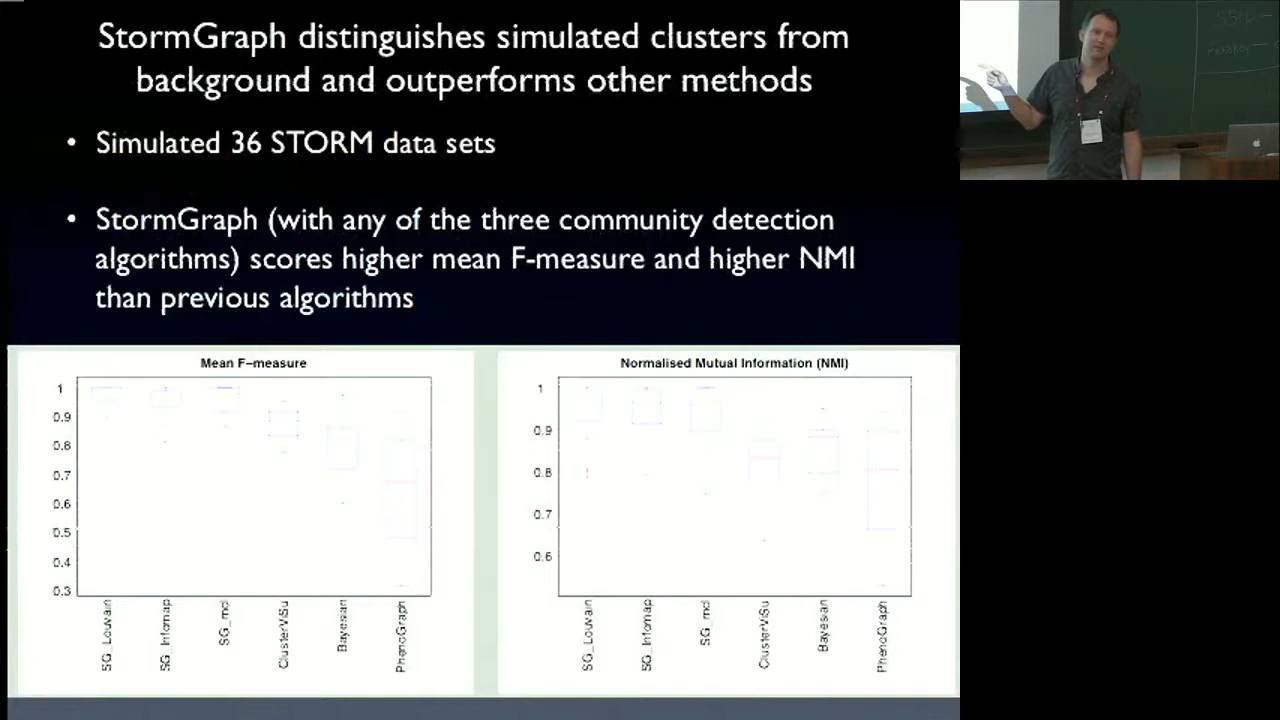 StormGraph distinguishes simulated clusters from
background and outperforms other methods
• Simulated 36 STORM data sets
• StormGraph (with any of the three community detection
algorithms) scores higher mean F-measure and higher NMI
than previous algorithms
Mean F-measure
1
0.9
0.8
0.7
0.6
0.5
0.4
0.3
SG_Louvain
SG_Infomap
SG_mcl
ClusterViSu
Bayesian
PhenoGraph
Normalised Mutual Information (NMI)
1
0.9
0.8
0.7
0.6
SG_Louvain
SG_Infomap
SG_mcl
ClusterViSu
Bayesian
PhenoGraph